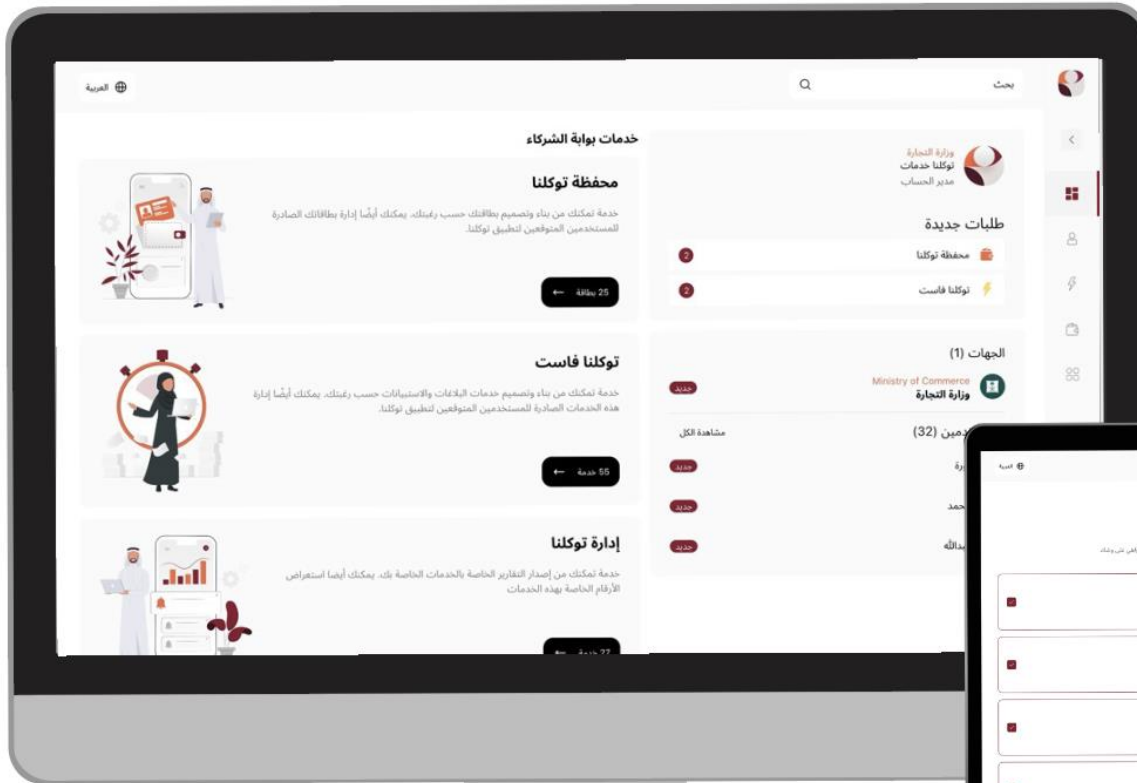 بحث
العربية
وزارة التجارة
توكلنا خدمات
مدير الحساب
طلبات جديدة
محفظة توكلنا
2
توكلنا فاست
2
الجهات (1)
Ministry of Commerce
وزارة التجارة
جديد
(32)
مشاهدة الكل
جديد
جديد
جديد
خدمات بوابة الشركاء
محفظة توكلنا
خدمة تمكنك من بناء وتصميم بطاقتك حسب رغبتك. يمكنك أيضًا إدارة بطاقاتك الصادرة
للمستخدمين المتوقعين لتطبيق توكلنا.
25 بطاقة
توكلنا فاست
خدمة تمكنك من بناء وتصميم خدمات البلاغات والاستبيانات حسب رغبتك. يمكنك أيضًا إدارة
هذه الخدمات الصادرة للمستخدمين المتوقعين لتطبيق توكلنا.
55 خدمة
إدارة توكلنا
خدمة تمكنك من إصدار التقارير الخاصة بالخدمات الخاصة بك. يمكنك أيضا استعراض
الأرقام الخاصة بهذه الخدمات
27 خدمة
العربية